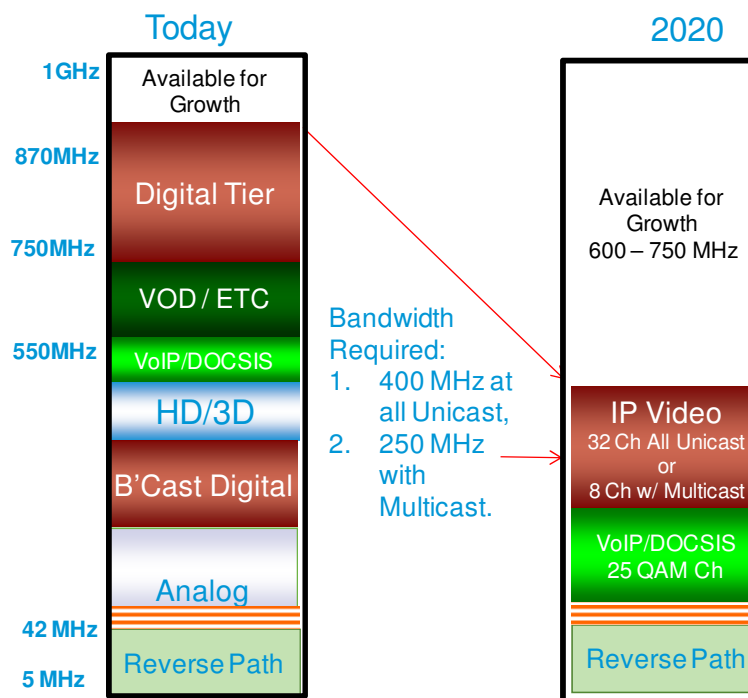 Today
1GHz
Available for
Growth
870MHz
Digital Tier
750MHz
VOD / ETC
550MHz
VoIP/DOCSIS
HD/3D
B'Cast Digital
Analog
42 MHz
Reverse Path
5 MHz
Bandwidth
Required:
1. 400 MHz at
all Unicast,
2. 250 MHz
with
Multicast.
2020
Available for
Growth
600 – 750 MHz
IP Video
32 Ch All Unicast
or
8 Ch w/ Multicast
VoIP/DOCSIS
25 QAM Ch
Reverse Path